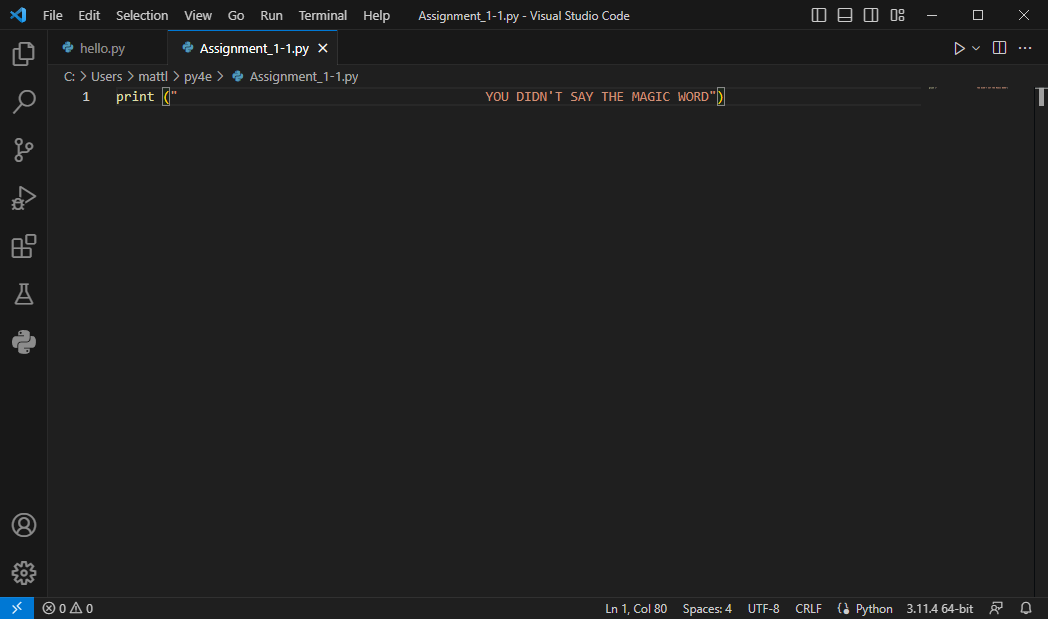 File Edit Selection View Go Run Terminal Help Assignment_1-1.py - Visual Studio Code
hello.py Assignment_1-1.py
C: > Users > mattl > py4e > Assignment_1-1.py
1 print ("                                        YOU DIDN'T SAY THE MAGIC WORD")
0 0 Ln 1, Col 80 Spaces: 4 UTF-8 CRLF Python 3.11.4 64-bit